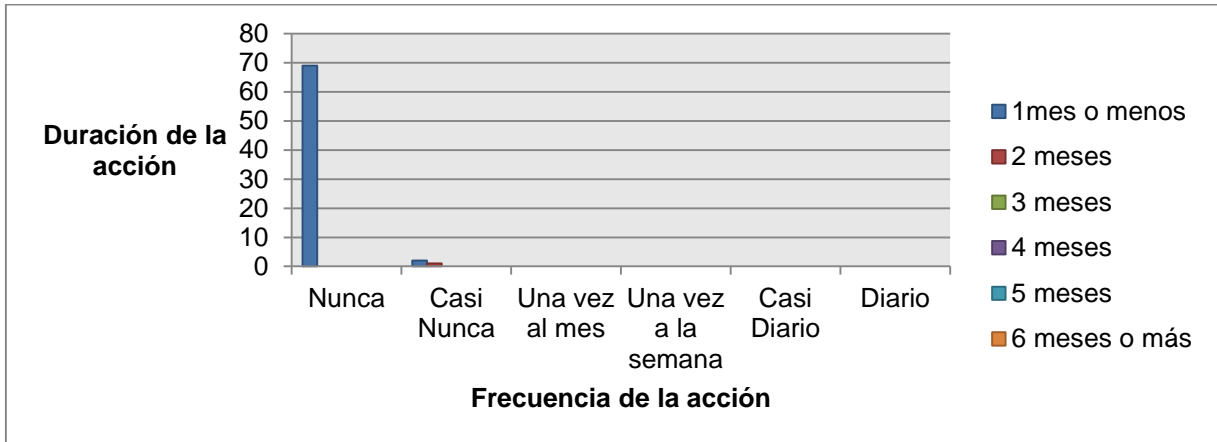 80
70
60
50
40
30
20
10
0
Duración de la
acción
Nunca
Casi
Nunca
Una vez
al mes
Una vez
a la
semana
Casi
Diario
Diario
Frecuencia de la acción
1mes o menos
2 meses
3 meses
4 meses
5 meses
6 meses o más